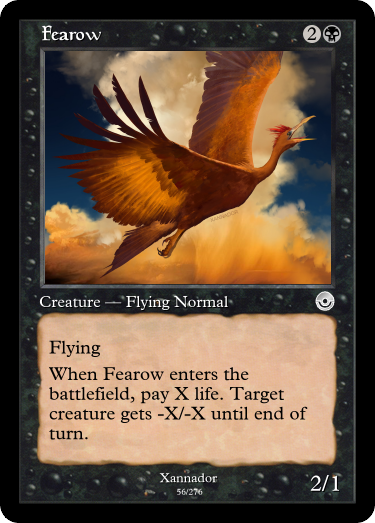 Fearow 2
Creature — Flying Normal
Flying
When Fearow enters the
battlefield, pay X life. Target
creature gets -X/-X until end of
turn.
Xannador
56/276
2/1